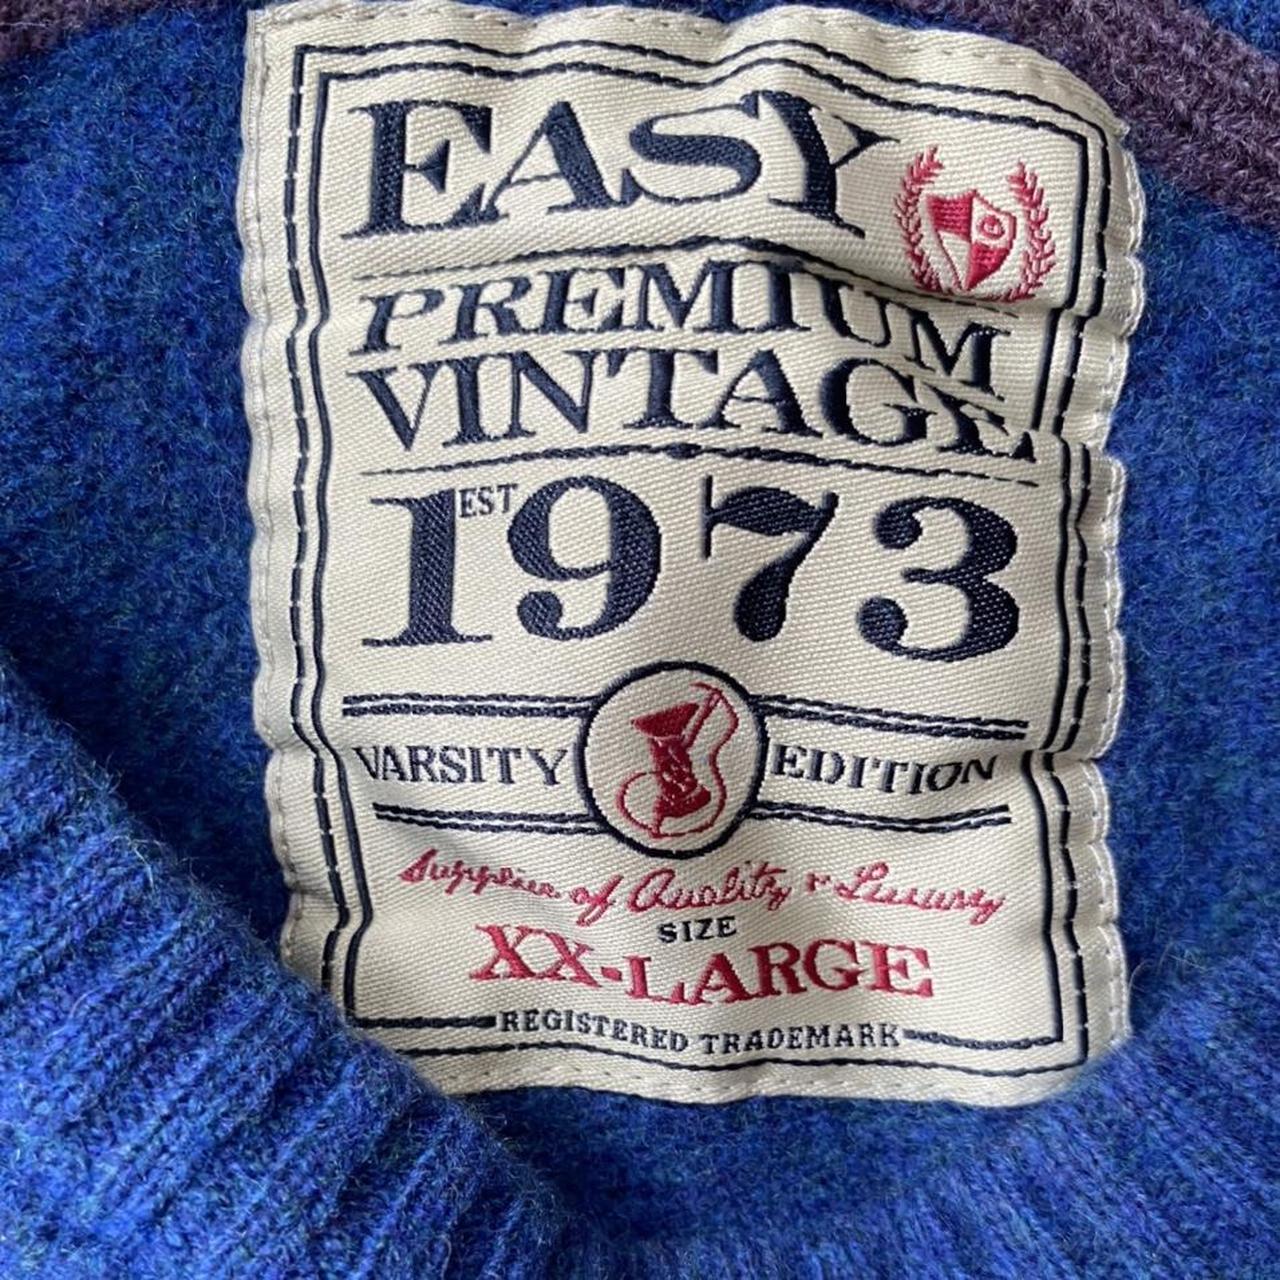 EASY
PREMIUM
VINTAGE
EST
1973
VARSITY EDITION
Supplier of Quality & Luxury
SIZE
XX-LARGE
REGISTERED TRADEMARK